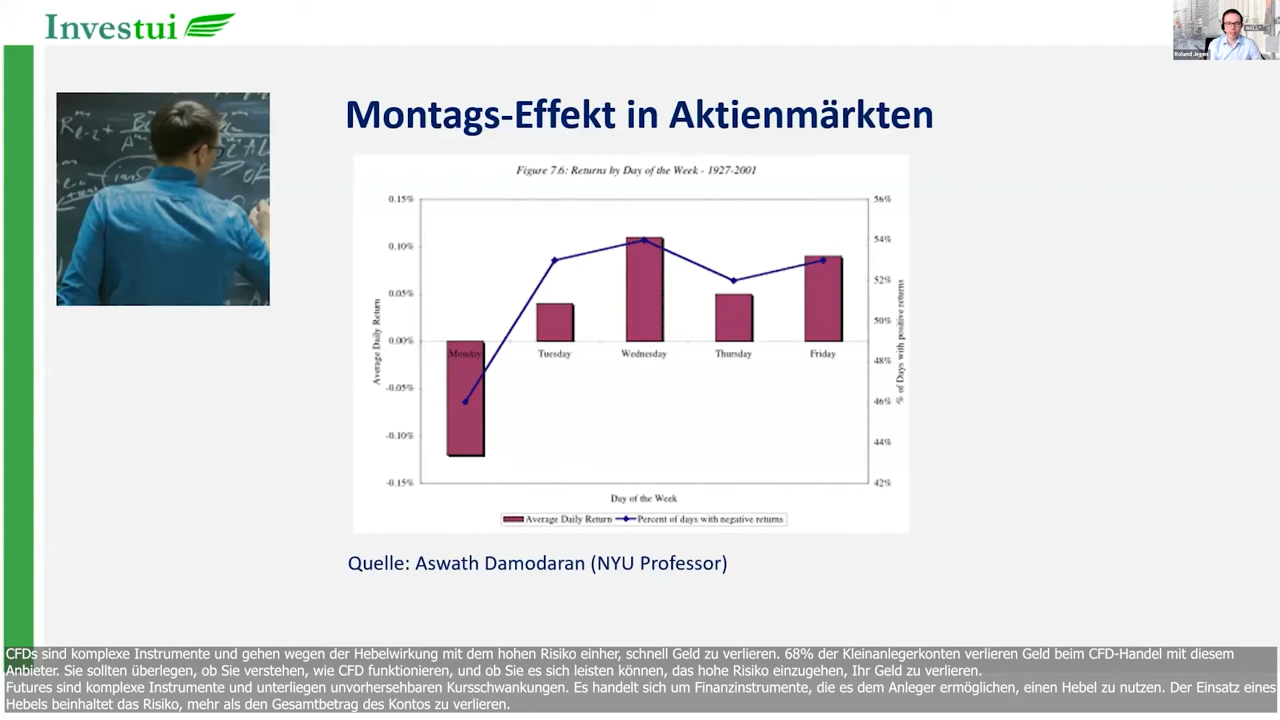 Investui
Roland Jegen
Montags-Effekt in Aktienmärkten
Figure 7.6: Returns by Day of the Week - 1927-2001
0.15%
0.10%
0.05%
0.00%
-0.05%
-0.10%
-0.15%
Average Daily Return
Monday
Tuesday
Wednesday
Thursday
Friday
56%
54%
52%
50%
48%
46%
44%
42%
% of Days with positive returns
Day of the Week
Average Daily Return
Percent of days with negative returns
Quelle: Aswath Damodaran (NYU Professor)
CFDs sind komplexe Instrumente und gehen wegen der Hebelwirkung mit dem hohen Risiko einher, schnell Geld zu verlieren. 68% der Kleinanlegerkonten verlieren Geld beim CFD-Handel mit diesem
Anbieter. Sie sollten überlegen, ob Sie verstehen, wie CFD funktionieren, und ob Sie es sich leisten können, das hohe Risiko einzugehen, Ihr Geld zu verlieren.
Futures sind komplexe Instrumente und unterliegen unvorhersehbaren Kursschwankungen. Es handelt sich um Finanzinstrumente, die es dem Anleger ermöglichen, einen Hebel zu nutzen. Der Einsatz eines
Hebels beinhaltet das Risiko, mehr als den Gesamtbetrag des Kontos zu verlieren.